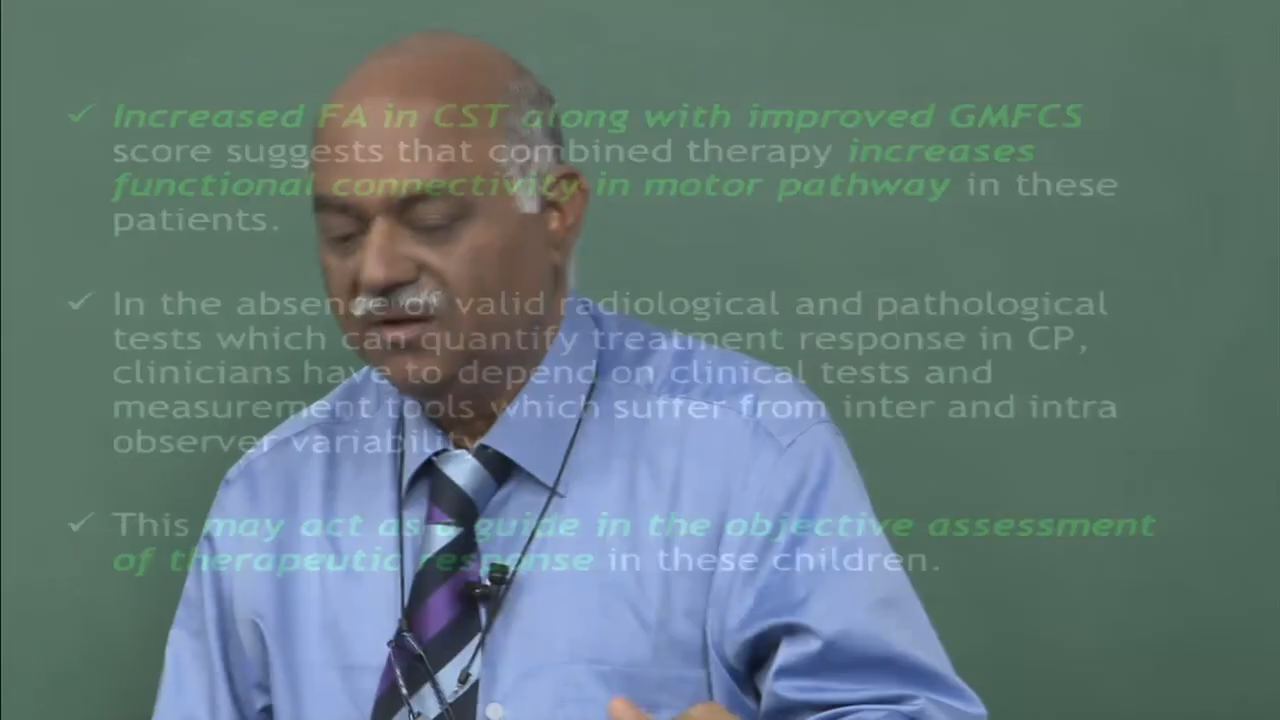 ✓ Increased FA in CST along with improved GMFCS
score suggests that combined therapy increases
functional connectivity in motor pathway in these
patients.
✓ In the absence of valid radiological and pathological
tests which can quantify treatment response in CP,
clinicians have to depend on clinical tests and
measurement tools which suffer from inter and intra
observer variability.
✓ This may act as a guide in the objective assessment
of therapeutic response in these children.